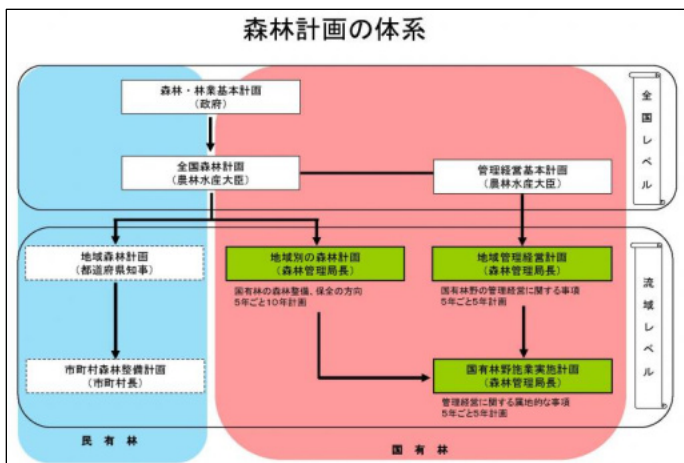 森林計画の体系
森林・林業基本計画
(政府)
全国森林計画
(農林水産大臣)
管理経営基本計画
(農林水産大臣)
全国レベル
地域森林計画
(都道府県知事)
地域別の森林計画
(森林管理局長)
国有林の森林整備、保全の方向
5年ごと10年計画
地域管理経営計画
(森林管理局長)
国有林野の管理経営に関する事項
5年ごと5年計画
流域レベル
市町村森林整備計画
(市町村長)
国有林野施業実施計画
(森林管理局長)
管理経営に関する箇地的な事項
5年ごと5年計画
民有林
国有林